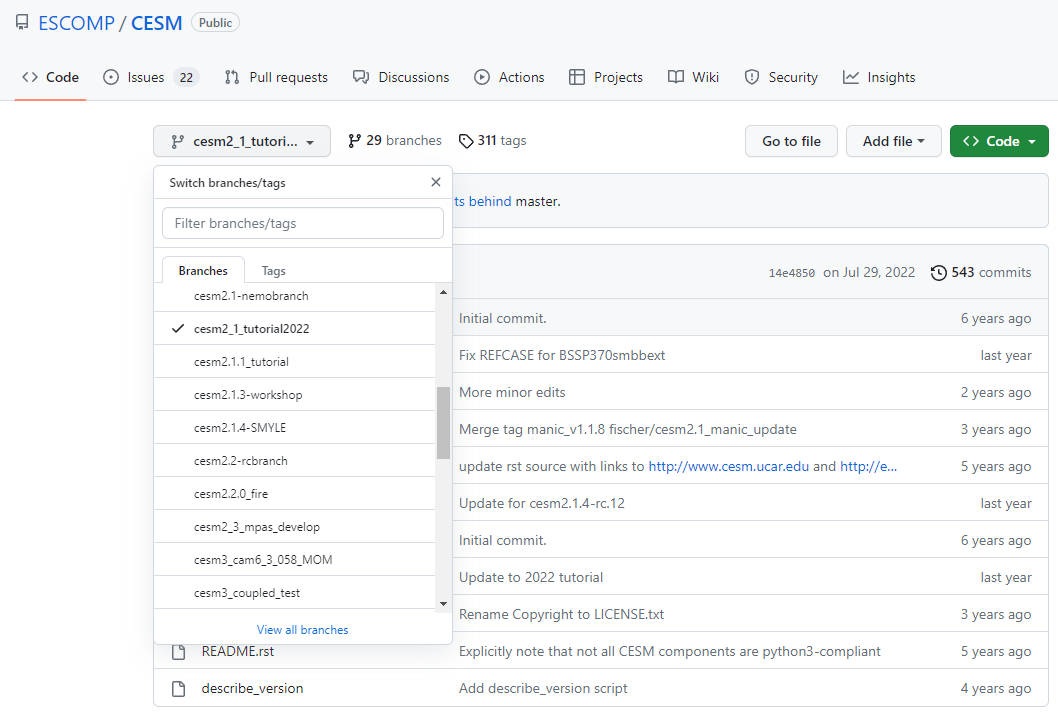 ESCOMP / CESM Public
Code Issues 22 Pull requests Discussions Actions Projects Wiki Security Insights
cesm2_1_tutori... 29 branches 311 tags Go to file Add file Code
Switch branches/tags
ts behind master.
Filter branches/tags
Branches Tags
14e4850 on Jul 29, 2022 543 commits
cesm2.1-nemobranch
cesm2_1_tutorial2022
cesm2.1.1_tutorial
cesm2.1.3-workshop
cesm2.1.4-SMYLE
cesm2.2-rcbranch
cesm2.2.0_fire
cesm2_3_mpas_develop
cesm3_cam6_3_058_MOM
cesm3_coupled_test
View all branches
Initial commit. 6 years ago
Fix REFCASE for BSSP370smbbext last year
More minor edits 2 years ago
Merge tag manic_v1.1.8 fischer/cesm2.1_manic_update 3 years ago
update rst source with links to http://www.cesm.ucar.edu and http://e... 5 years ago
Update for cesm2.1.4-rc.12 last year
Initial commit. 6 years ago
Update to 2022 tutorial last year
Rename Copyright to LICENSE.txt 3 years ago
README.rst Explicitly note that not all CESM components are python3-compliant 5 years ago
describe_version Add describe_version script 4 years ago